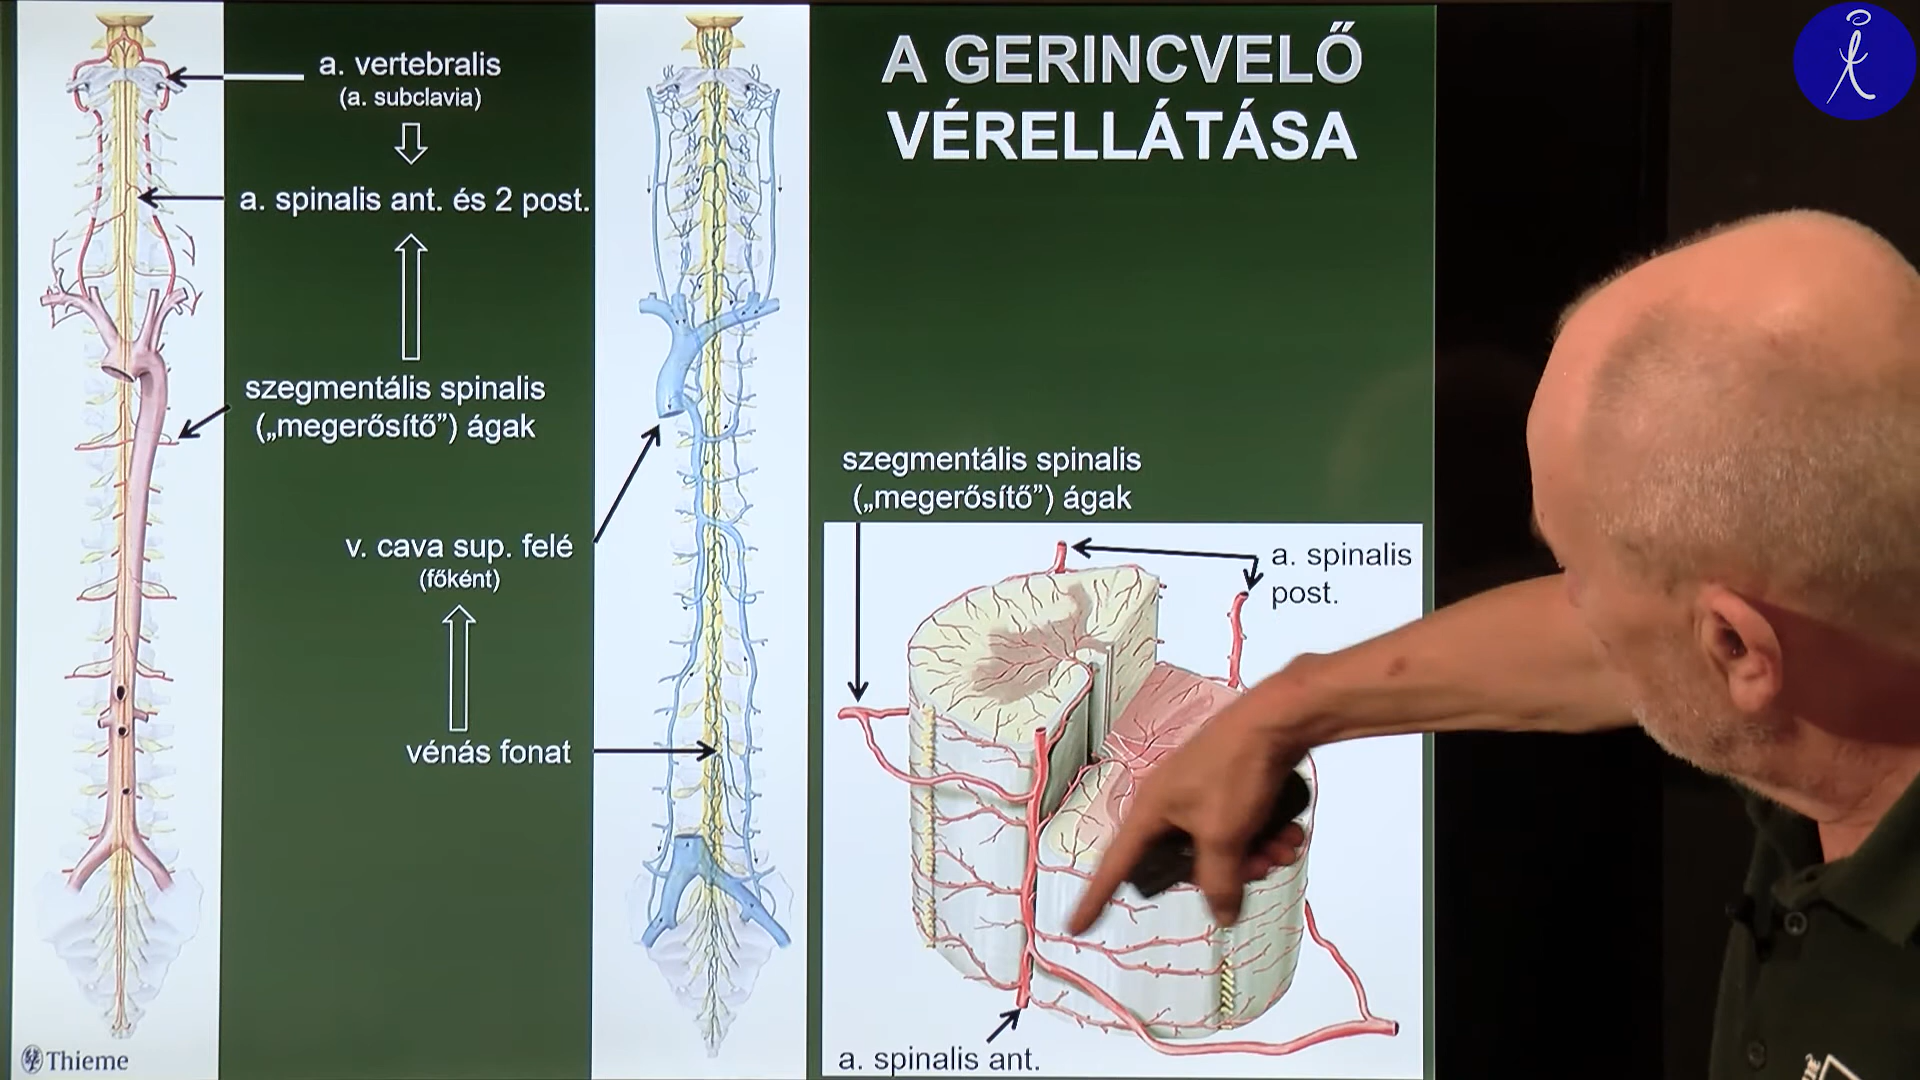 A GERINCVELŐ
VÉRELLÁTÁSA
a. vertebralis
(a. subclavia)
a. spinalis ant. és 2 post.
szegmentális spinalis
(„megerősítő”) ágak
v. cava sup. felé
(főként)
vénás fonat
szegmentális spinalis
(„megerősítő”) ágak
a. spinalis
post.
a. spinalis ant.
Thieme